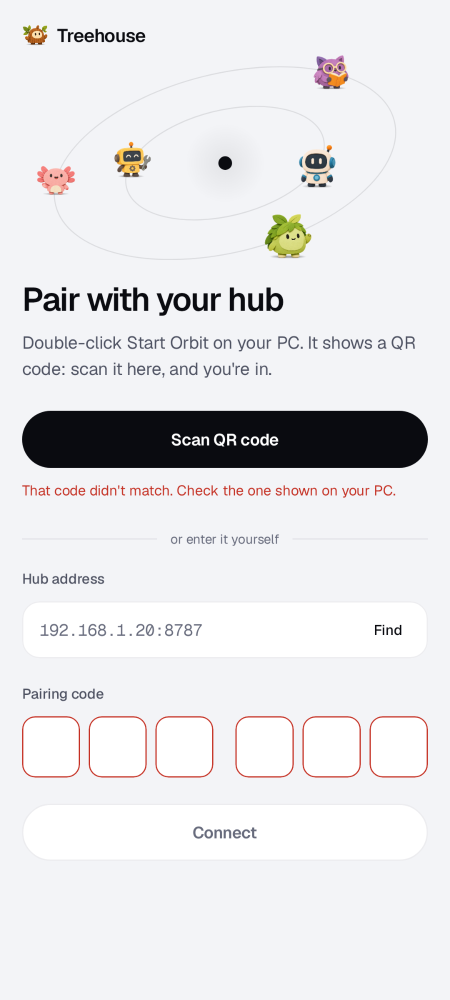 Treehouse
Pair with your hub
Double-click Start Orbit on your PC. It shows a QR
code: scan it here, and you're in.
Scan QR code
That code didn't match. Check the one shown on your PC.
or enter it yourself
Hub address
192.168.1.20:8787
Find
Pairing code
Connect